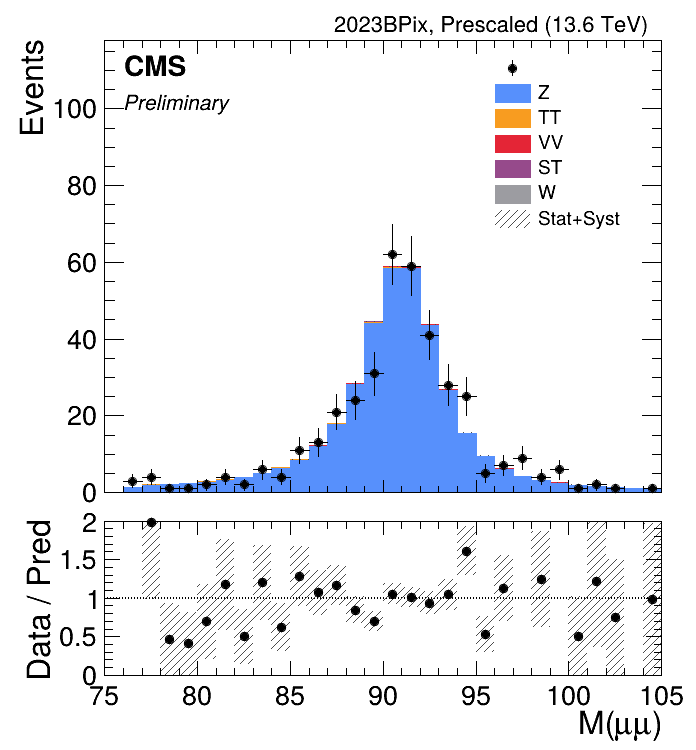 2023BPix, Prescaled (13.6 TeV)
CMS
Preliminary
Events
100
80
60
40
20
0
Z
TT
VV
ST
W
Stat+Syst
Data / Pred
2
1.5
1
0.5
0
75 80 85 90 95 100 105
M(μμ)